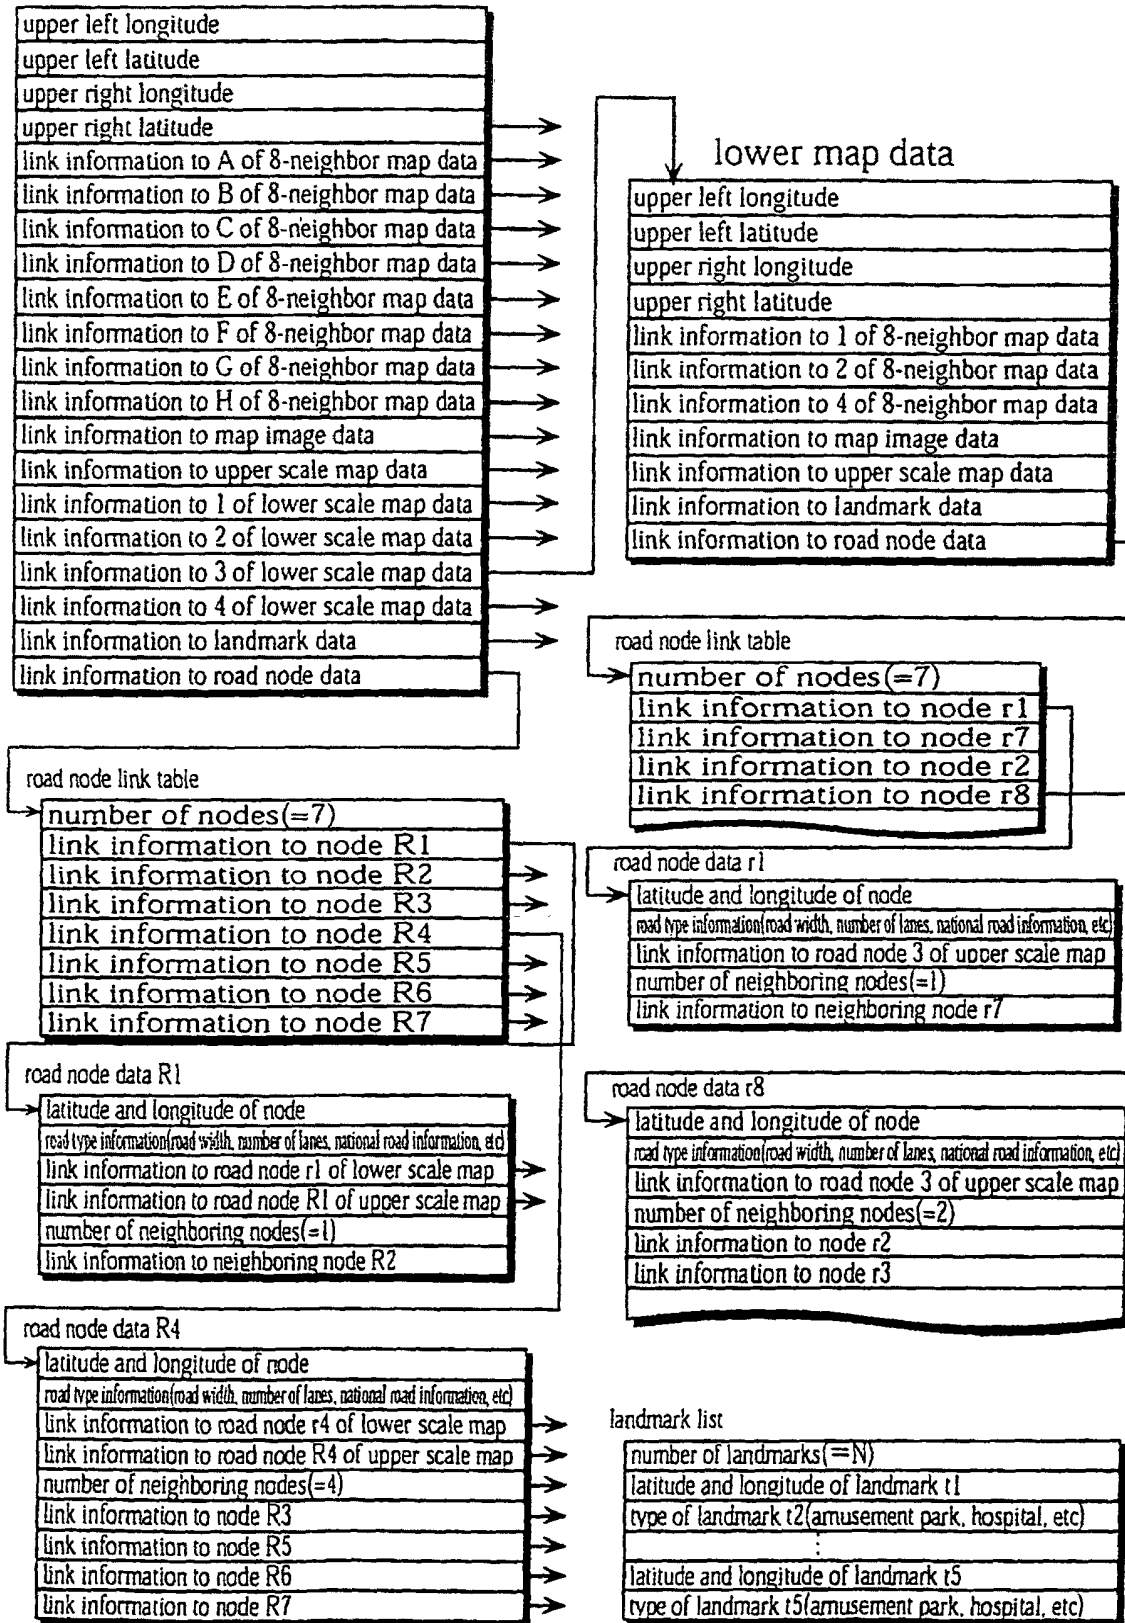 upper left longitude
upper left latitude
upper right longitude
upper right latitude
link information to A of 8-neighbor map data
link information to B of 8-neighbor map data
link information to C of 8-neighbor map data
link information to D of 8-neighbor map data
link information to E of 8-neighbor map data
link information to F of 8-neighbor map data
link information to G of 8-neighbor map data
link information to H of 8-neighbor map data
link information to map image data
link information to upper scale map data
link information to 1 of lower scale map data
link information to 2 of lower scale map data
link information to 3 of lower scale map data
link information to 4 of lower scale map data
link information to landmark data
link information to road node data
road node link table
number of nodes(=7)
link information to node R1
link information to node R2
link information to node R3
link information to node R4
link information to node R5
link information to node R6
link information to node R7
road node data R1
latitude and longitude of node
road type information(road width, number of lanes, national road information, etc)
link information to road node r1 of lower scale map
link information to road node R1 of upper scale map
number of neighboring nodes(=1)
link information to neighboring node R2
road node data R4
latitude and longitude of node
road type information(road width, number of lanes, national road information, etc)
link information to road node r4 of lower scale map
link information to road node R4 of upper scale map
number of neighboring nodes(=4)
link information to node R3
link information to node R5
link information to node R6
link information to node R7
lower map data
upper left longitude
upper left latitude
upper right longitude
upper right latitude
link information to 1 of 8-neighbor map data
link information to 2 of 8-neighbor map data
link information to 4 of 8-neighbor map data
link information to map image data
link information to upper scale map data
link information to landmark data
link information to road node data
road node link table
number of nodes(=7)
link information to node r1
link information to node r7
link information to node r2
link information to node r8
road node data r1
latitude and longitude of node
road type information(road width, number of lanes, national road information, etc)
link information to road node 3 of upper scale map
number of neighboring nodes(=1)
link information to neighboring node r7
road node data r8
latitude and longitude of node
road type information(road width, number of lanes, national road information, etc)
link information to road node 3 of upper scale map
number of neighboring nodes(=2)
link information to node r2
link information to node r3
landmark list
number of landmarks(=N)
latitude and longitude of landmark t1
type of landmark t2(amusement park, hospital, etc)
⋮
latitude and longitude of landmark t5
type of landmark t5(amusement park, hospital, etc)